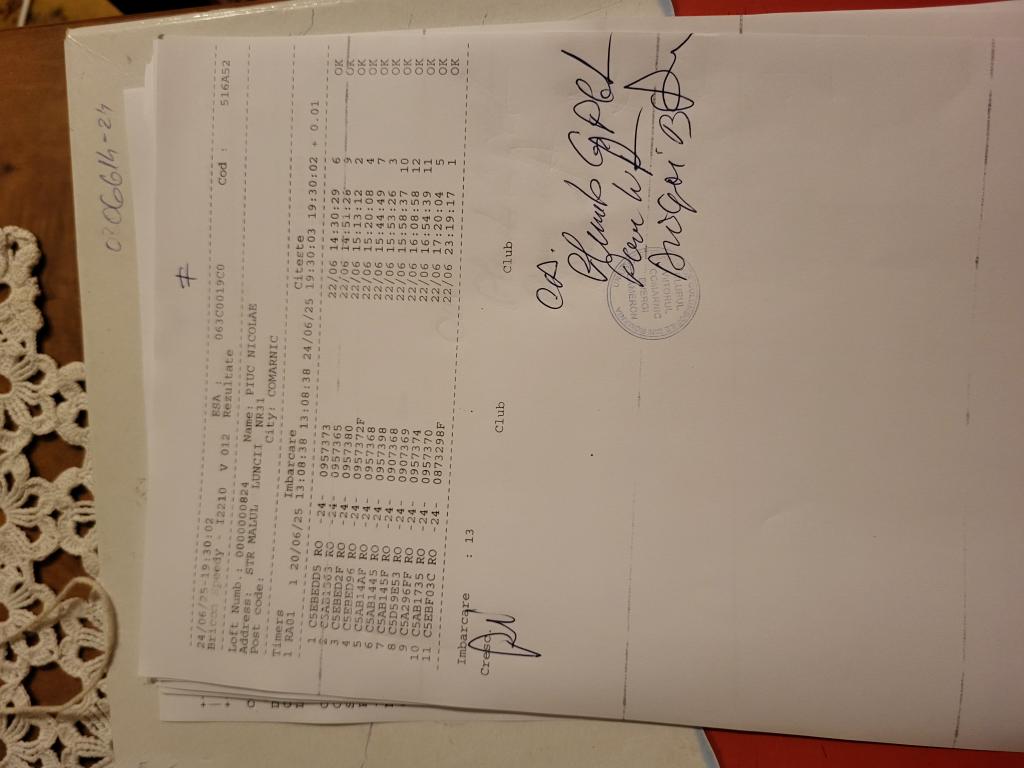 0206614-24
7
24/06/25-19:30:02
Bricon Speedy - I2210 V 012 ESA : 063C0019C0 Cod : 516A52
Rezultate
Loft Numb.: 0000000824 Name: PIUC NICOLAE
Address: STR MALUL LUNCII NR31
Post code: City: COMARNIC
Timers Imbarcare Citeste
1 RA01 1 20/06/25 13:08:38 13:08:38 24/06/25 19:30:03 19:30:02 + 0.01
1 C5EBEDD5 RO -24- 0957373 22/06 14:30:29 6 OK
2 C5AB1563 RO -24- 0957365 22/06 14:51:26 9 OK
3 C5EBED2F RO -24- 0957380 22/06 15:13:12 2 OK
4 C5EBED96 RO -24- 0957372F 22/06 15:20:08 4 OK
5 C5AB14AF RO -24- 0957368 22/06 15:44:49 7 OK
6 C5AB1445 RO -24- 0957398 22/06 15:53:26 3 OK
7 C5AB145F RO -24- 0907368 22/06 15:58:37 10 OK
8 C5D59E53 RO -24- 0907369 22/06 16:08:58 12 OK
9 C5A296FF RO -24- 0957374 22/06 16:54:39 11 OK
10 C5AB1735 RO -24- 0957370 22/06 17:20:04 5 OK
11 C5EBF03C RO -24- 0873298F 22/06 23:19:17 1 OK
Imbarcare : 13
Cresc Club Club
COMARNIC